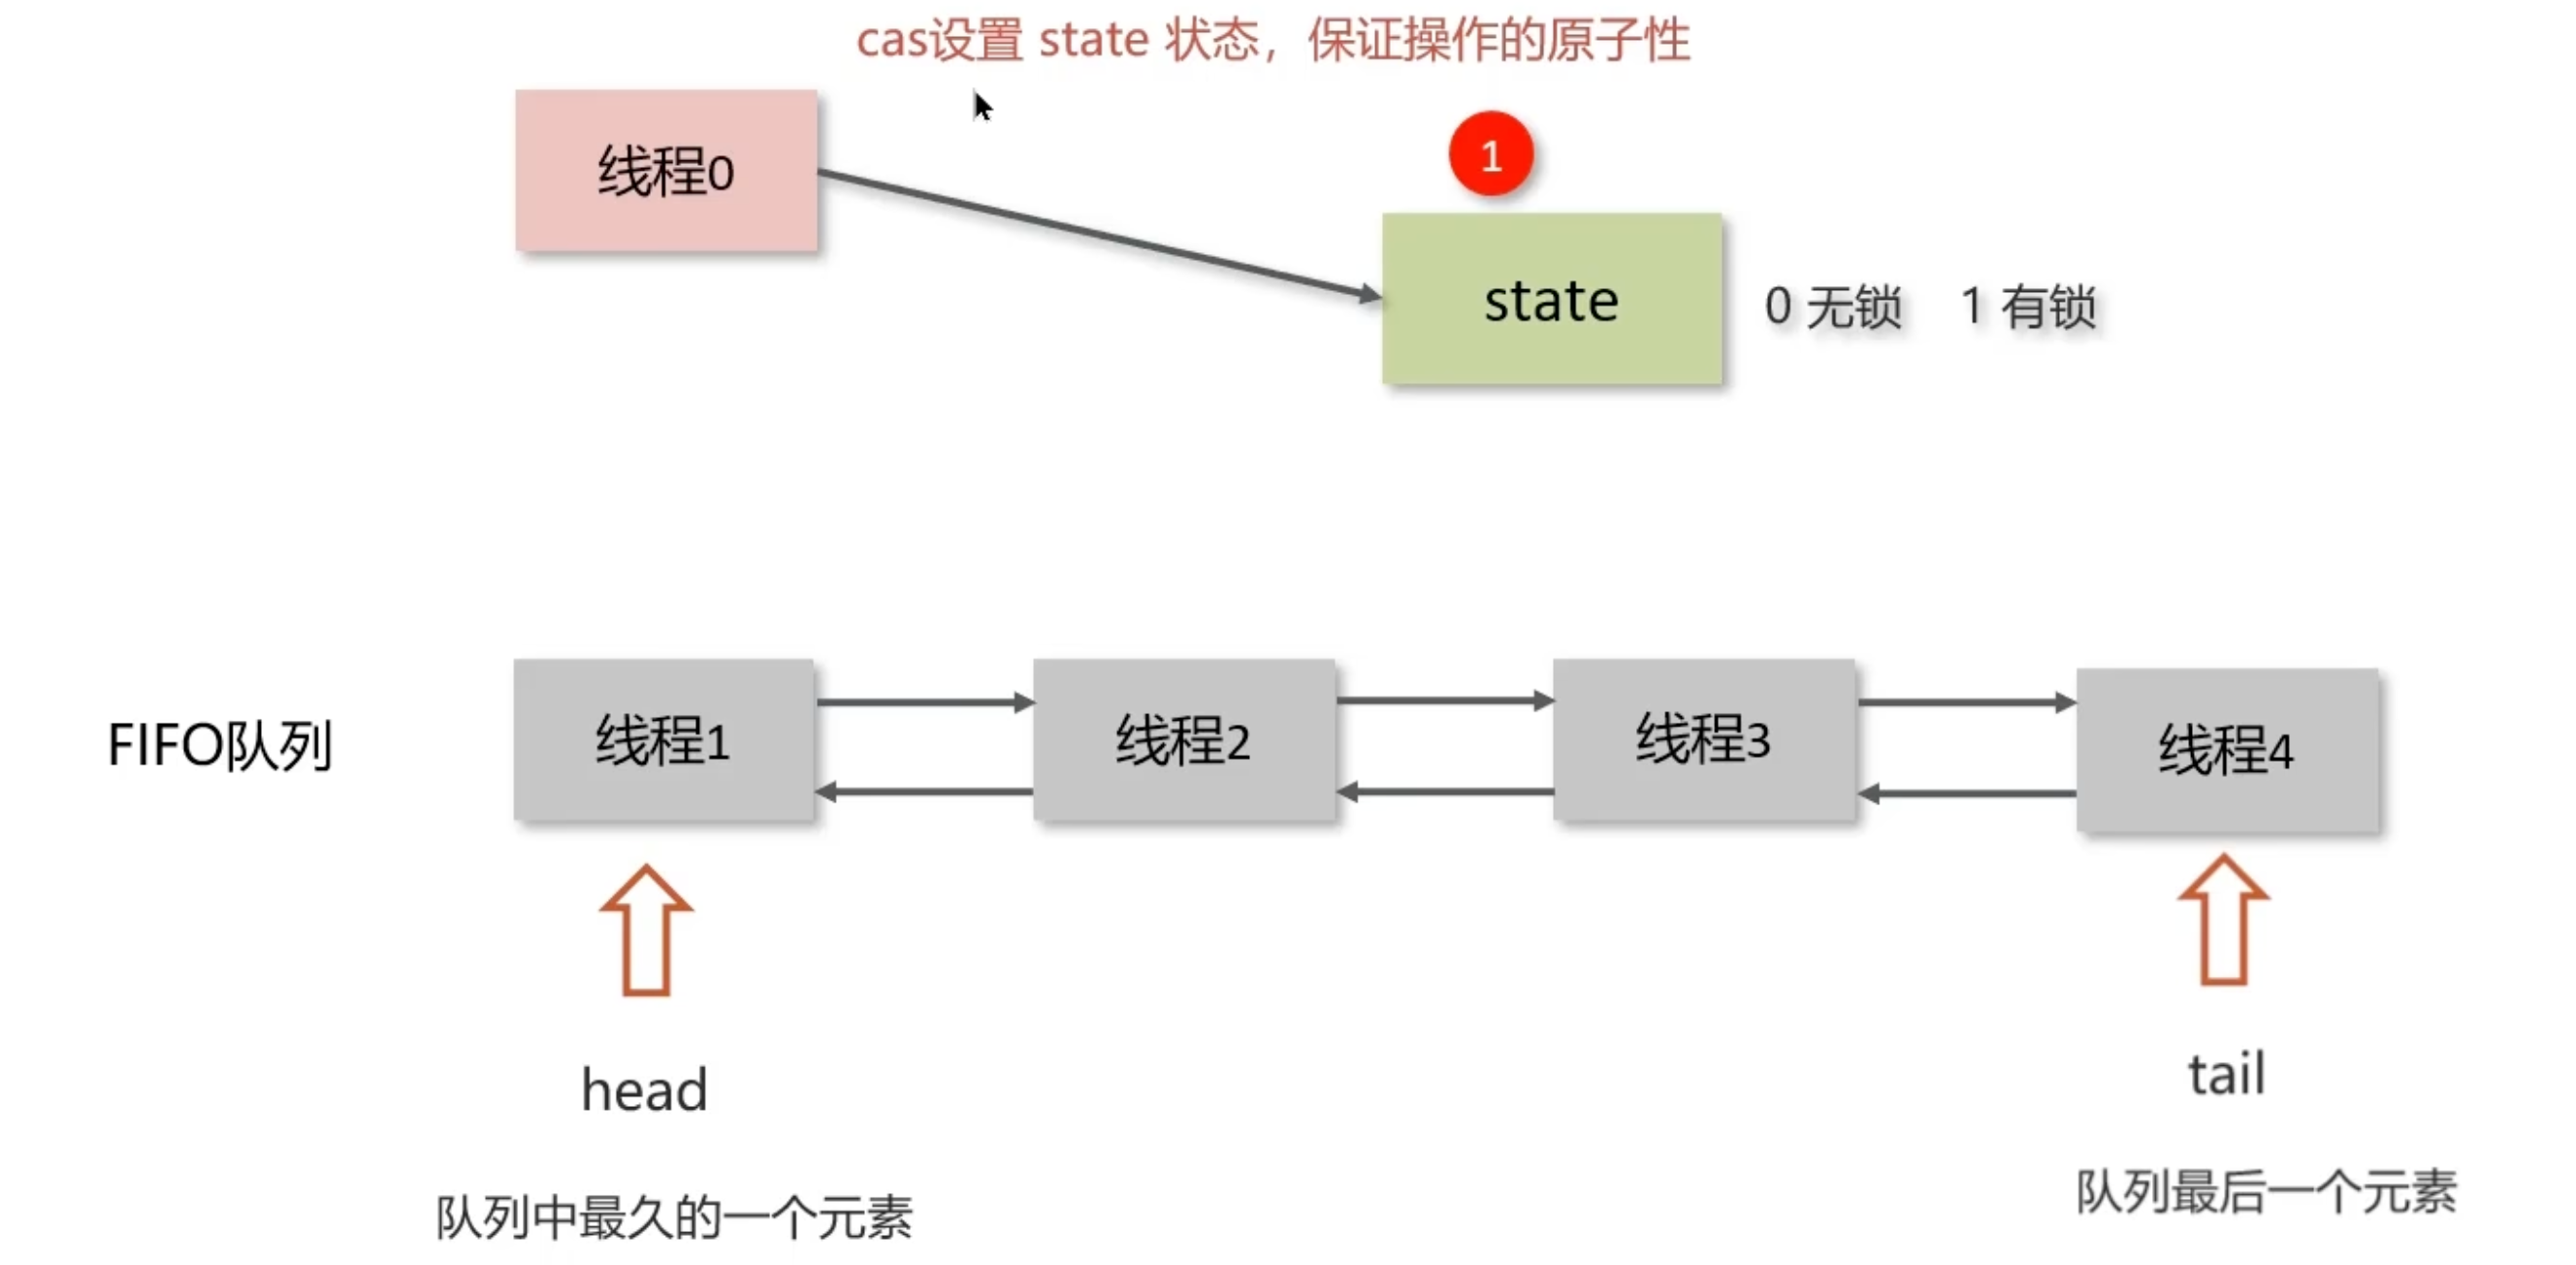 cas设置 state 状态，保证操作的原子性
线程0
1
state
0 无锁 1 有锁
FIFO队列
线程1
线程2
线程3
线程4
head
tail
队列中最久的一个元素
队列最后一个元素